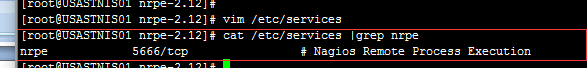 [root@USASTNIS01 nrpe-2.12]#
[root@USASTNIS01 nrpe-2.12]# vim /etc/services
[root@USASTNIS01 nrpe-2.12]# cat /etc/services |grep nrpe
nrpe 5666/tcp # Nagios Remote Process Execution
[root@USASTNIS01 nrpe-2.12]#